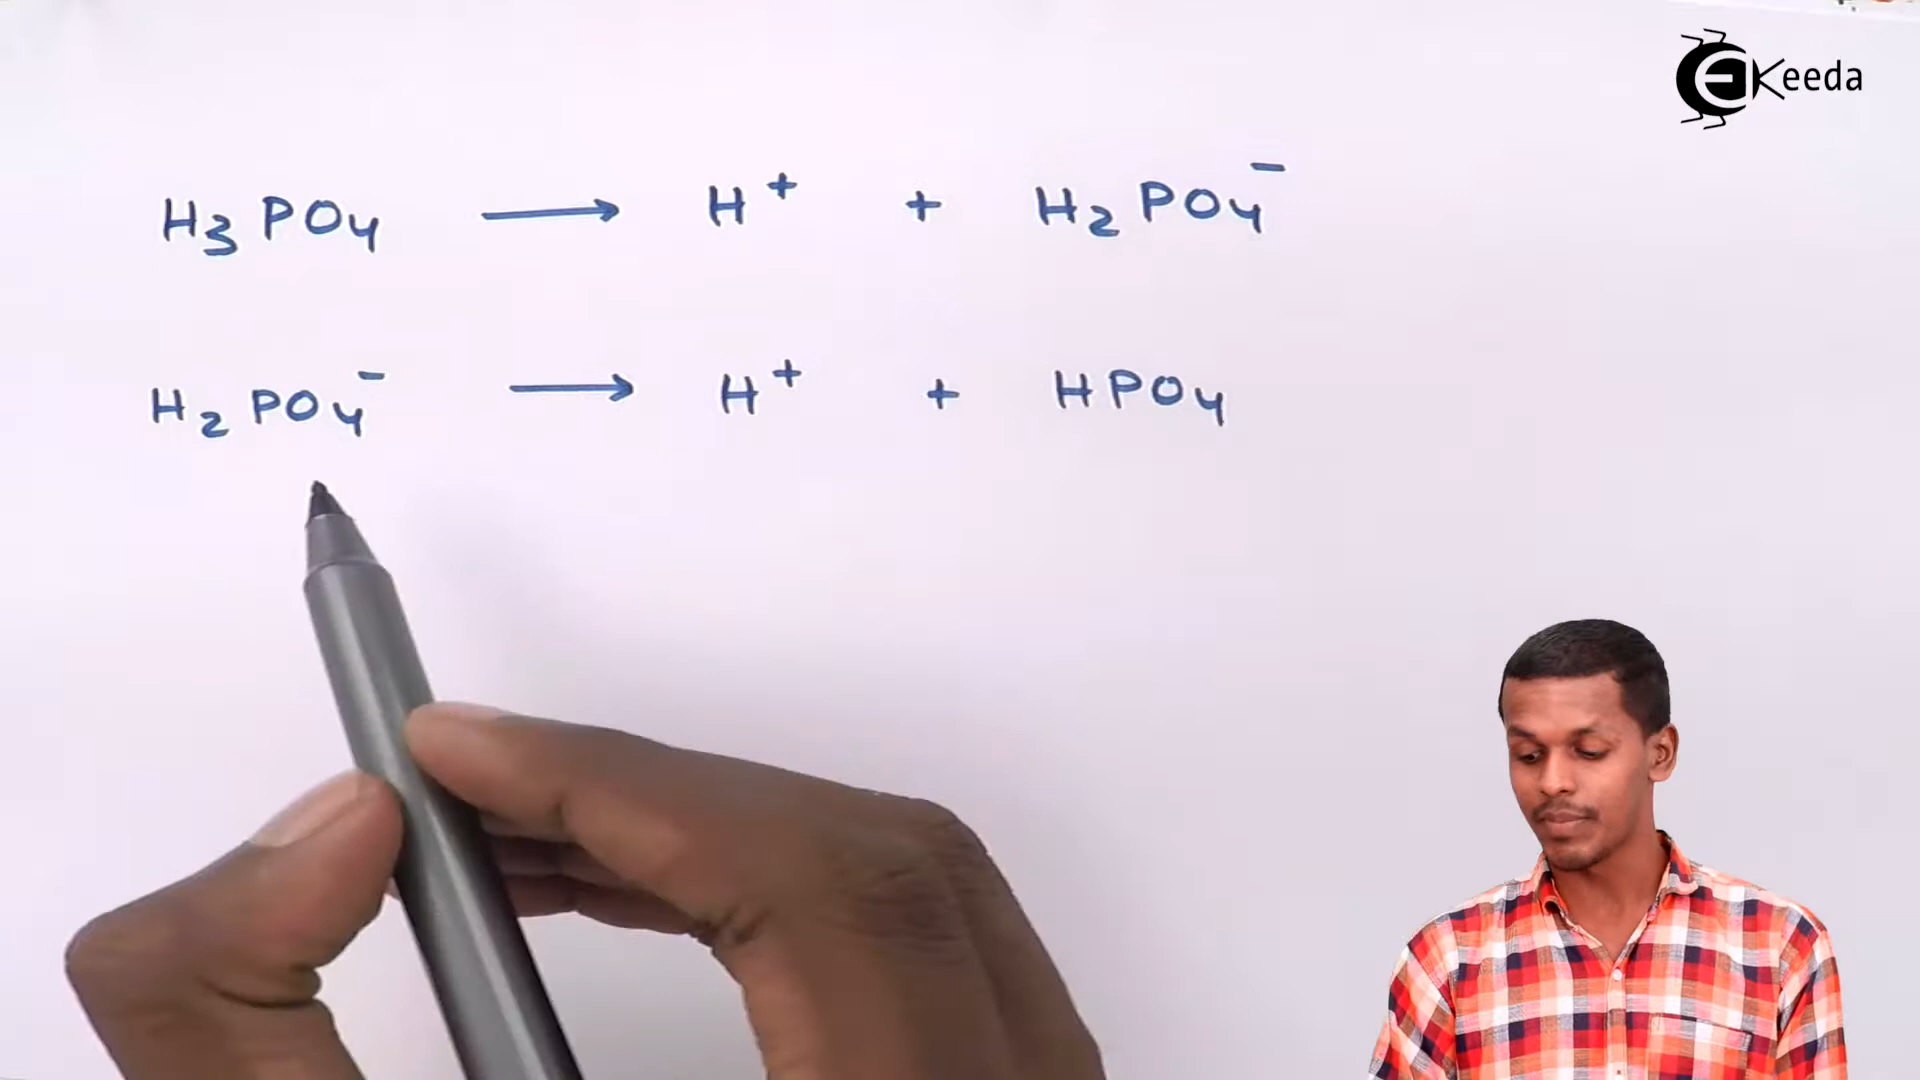 Keeda
H₃PO₄ → H⁺ + H₂PO₄⁻
H₂PO₄⁻ → H⁺ + HPO₄